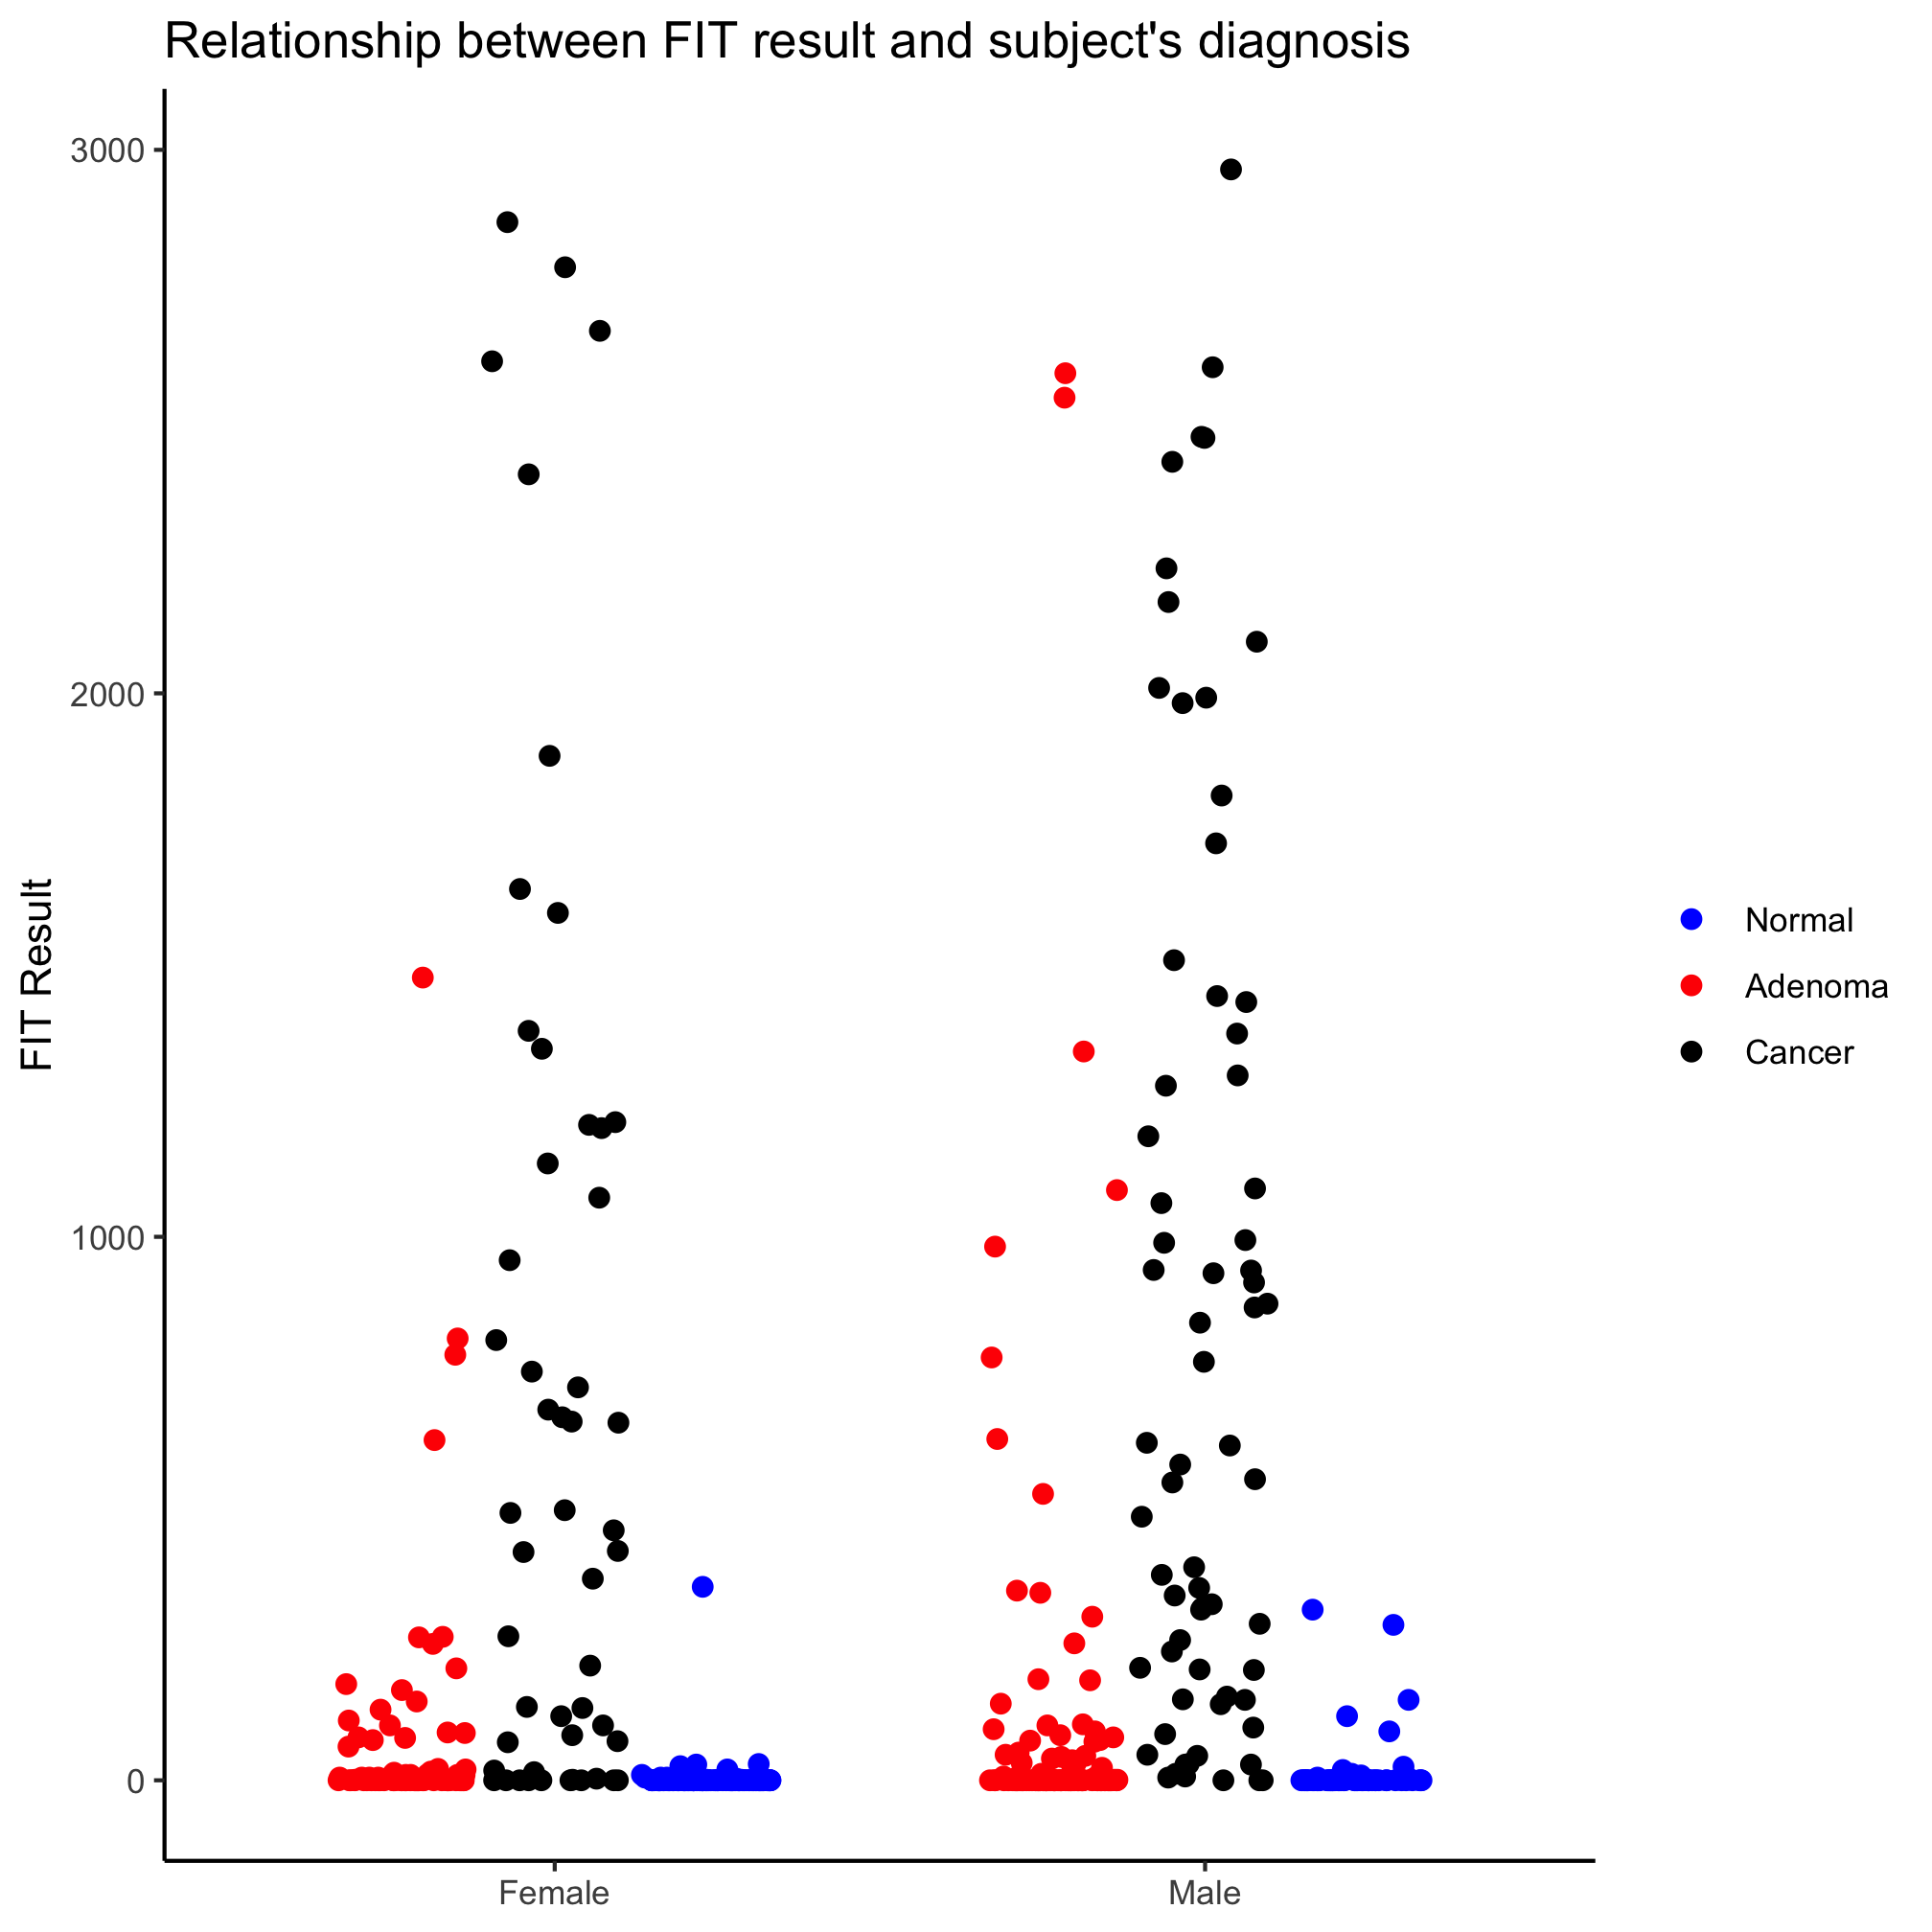 Relationship between FIT result and subject's diagnosis
3000
2000
1000
0
FIT Result
Female
Male
Normal
Adenoma
Cancer